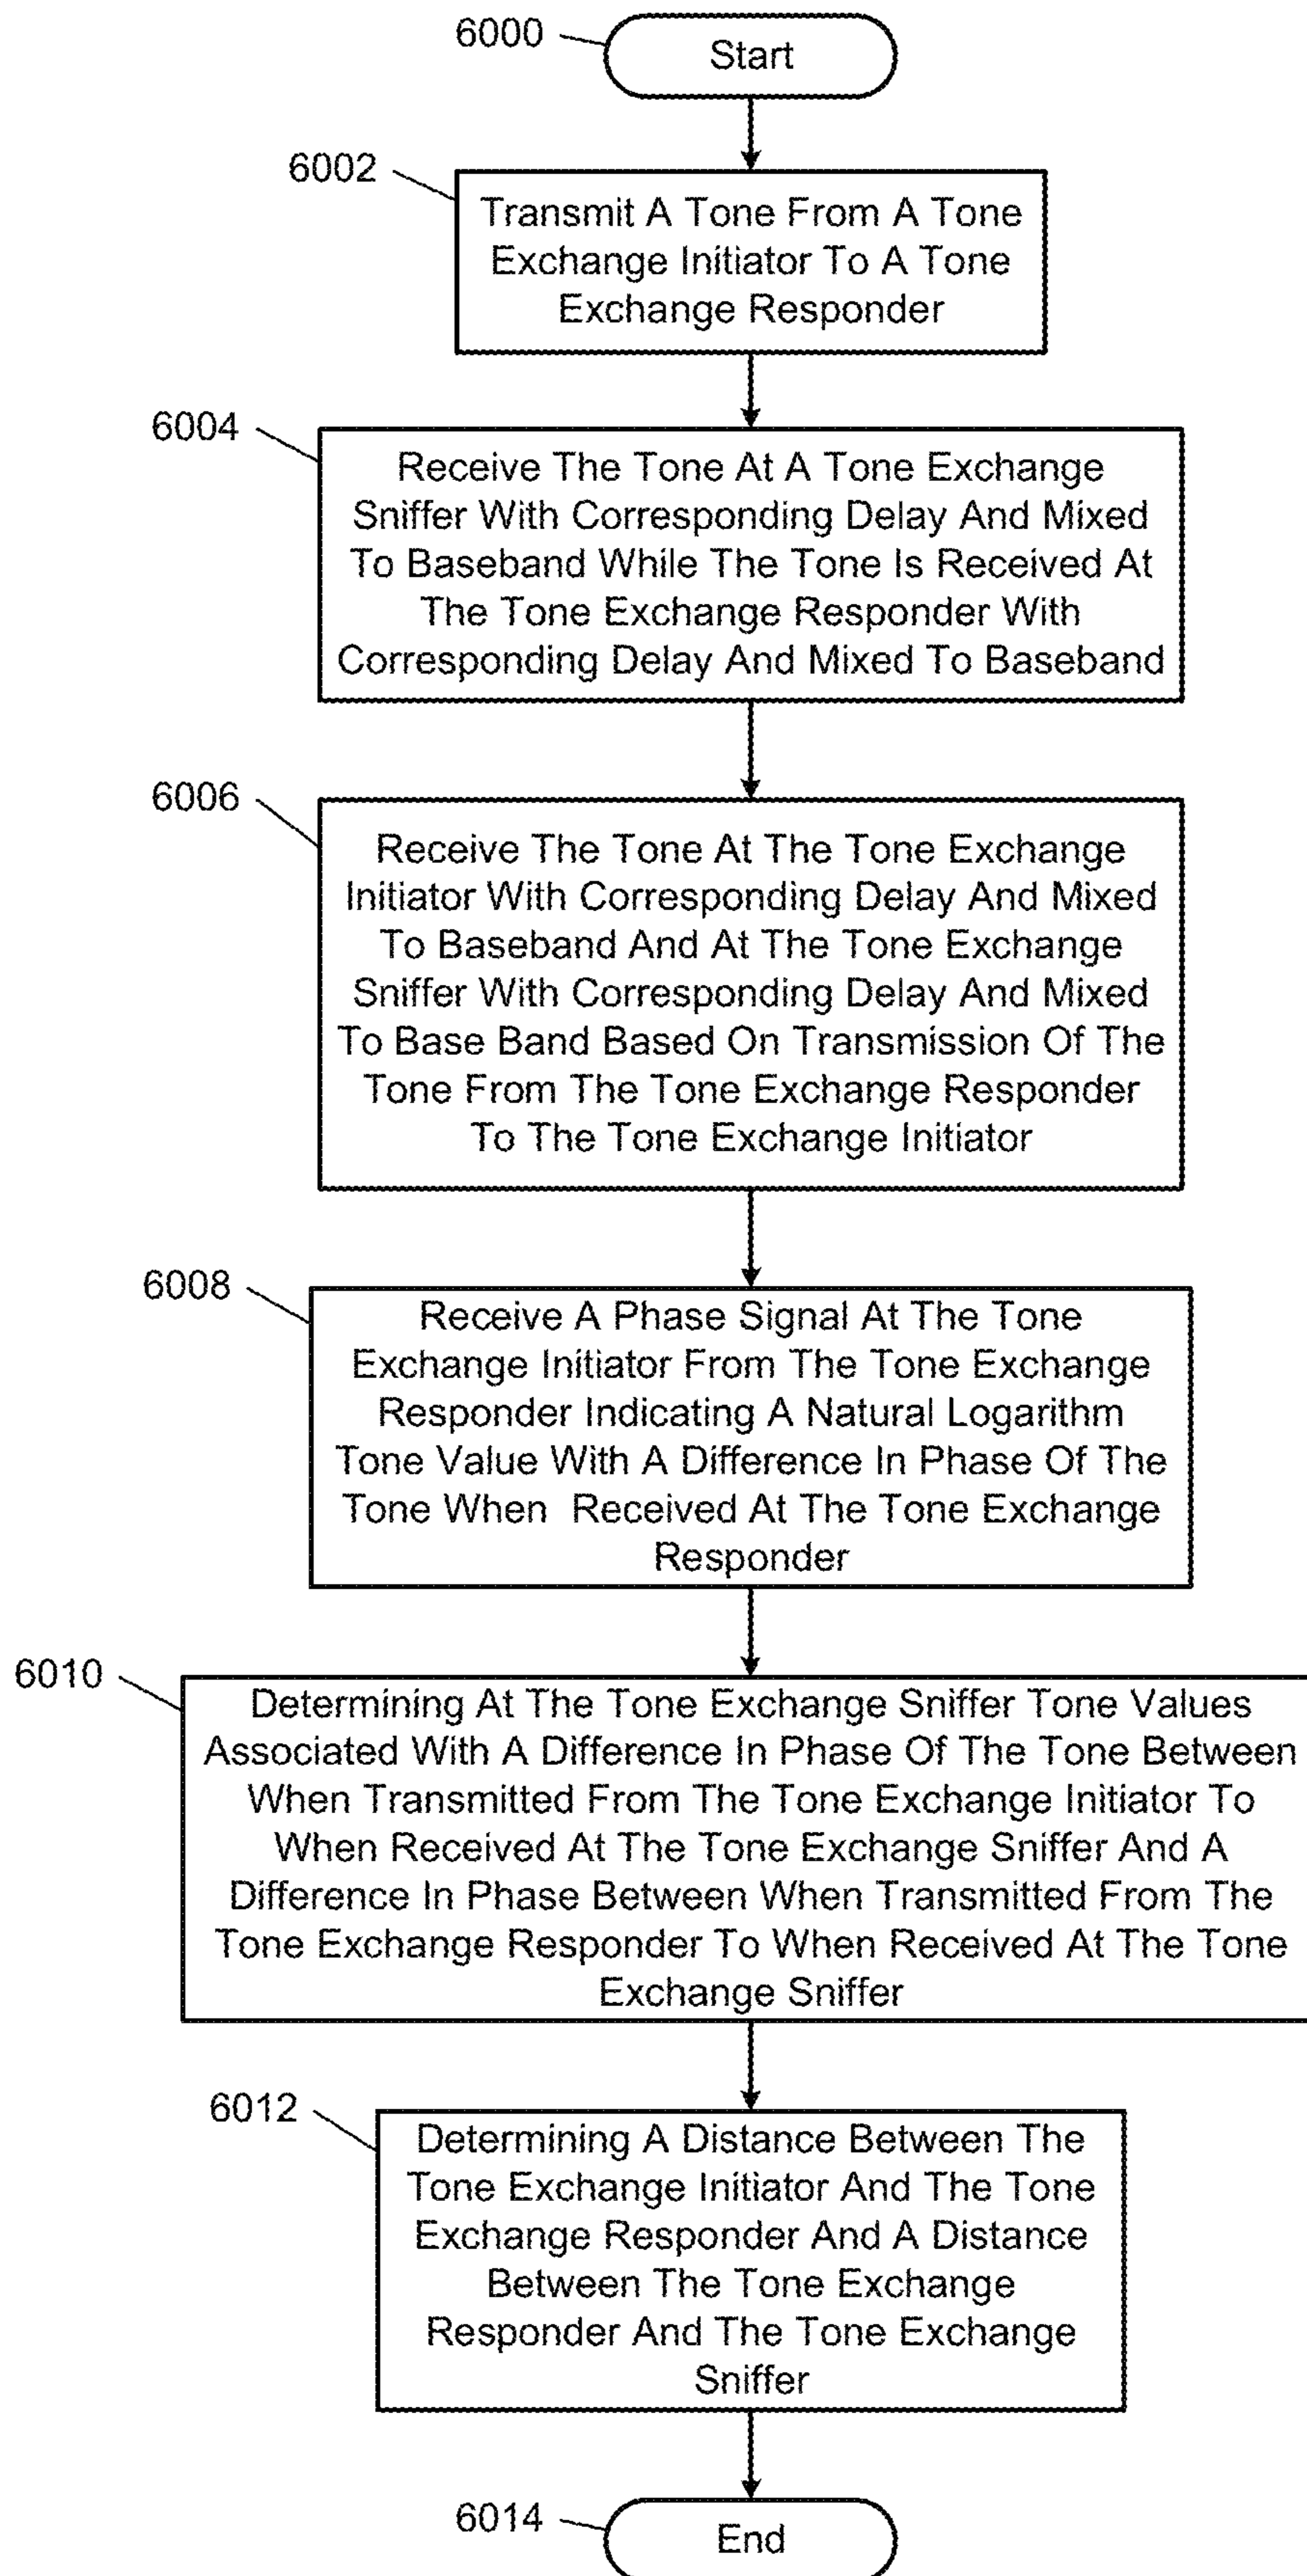 6000
Start
6002
Transmit A Tone From A Tone
Exchange Initiator To A Tone
Exchange Responder
6004
Receive The Tone At A Tone Exchange
Sniffer With Corresponding Delay And Mixed
To Baseband While The Tone Is Received At
The Tone Exchange Responder With
Corresponding Delay And Mixed To Baseband
6006
Receive The Tone At The Tone Exchange
Initiator With Corresponding Delay And Mixed
To Baseband And At The Tone Exchange
Sniffer With Corresponding Delay And Mixed
To Base Band Based On Transmission Of The
Tone From The Tone Exchange Responder
To The Tone Exchange Initiator
6008
Receive A Phase Signal At The Tone
Exchange Initiator From The Tone Exchange
Responder Indicating A Natural Logarithm
Tone Value With A Difference In Phase Of The
Tone When Received At The Tone Exchange
Responder
6010
Determining At The Tone Exchange Sniffer Tone Values
Associated With A Difference In Phase Of The Tone Between
When Transmitted From The Tone Exchange Initiator To
When Received At The Tone Exchange Sniffer And A
Difference In Phase Between When Transmitted From The
Tone Exchange Responder To When Received At The Tone
Exchange Sniffer
6012
Determining A Distance Between The
Tone Exchange Initiator And The Tone
Exchange Responder And A Distance
Between The Tone Exchange
Responder And The Tone Exchange
Sniffer
6014
End